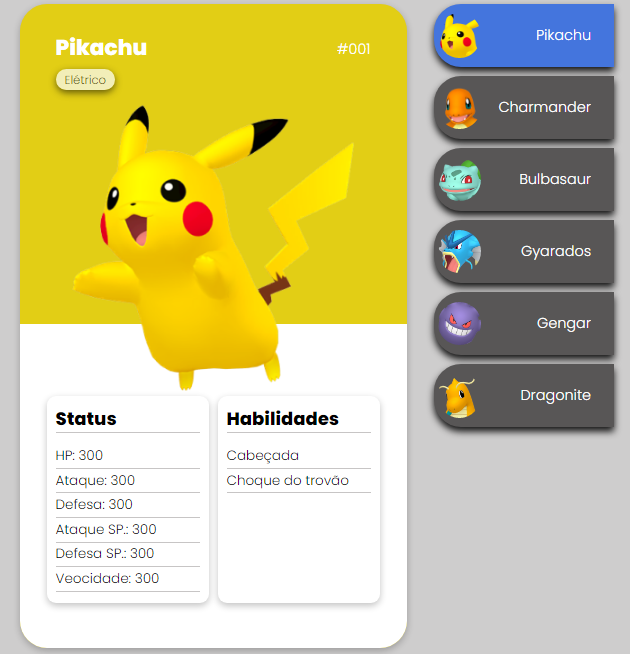 Pikachu
#001
Elétrico
Status
HP: 300
Ataque: 300
Defesa: 300
Ataque SP.: 300
Defesa SP.: 300
Veocidade: 300
Habilidades
Cabeçada
Choque do trovão
Pikachu
Charmander
Bulbasaur
Gyarados
Gengar
Dragonite